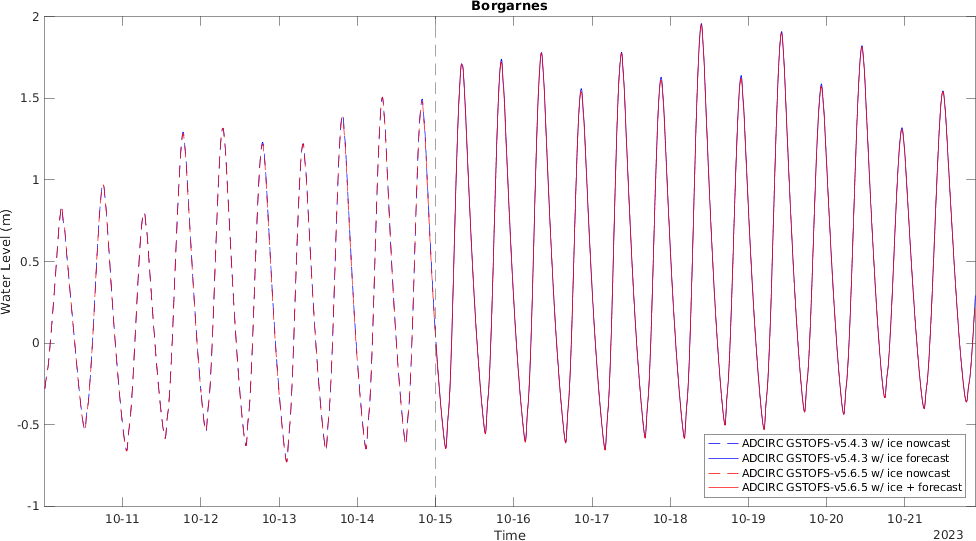 Borgarnes
2
1.5
1
0.5
0
-0.5
-1
Water Level (m)
10-11 10-12 10-13 10-14 10-15 10-16 10-17 10-18 10-19 10-20 10-21
Time
2023
ADCIRC GSTOFS-v5.4.3 w/ ice nowcast
ADCIRC GSTOFS-v5.4.3 w/ ice forecast
ADCIRC GSTOFS-v5.6.5 w/ ice nowcast
ADCIRC GSTOFS-v5.6.5 w/ ice + forecast